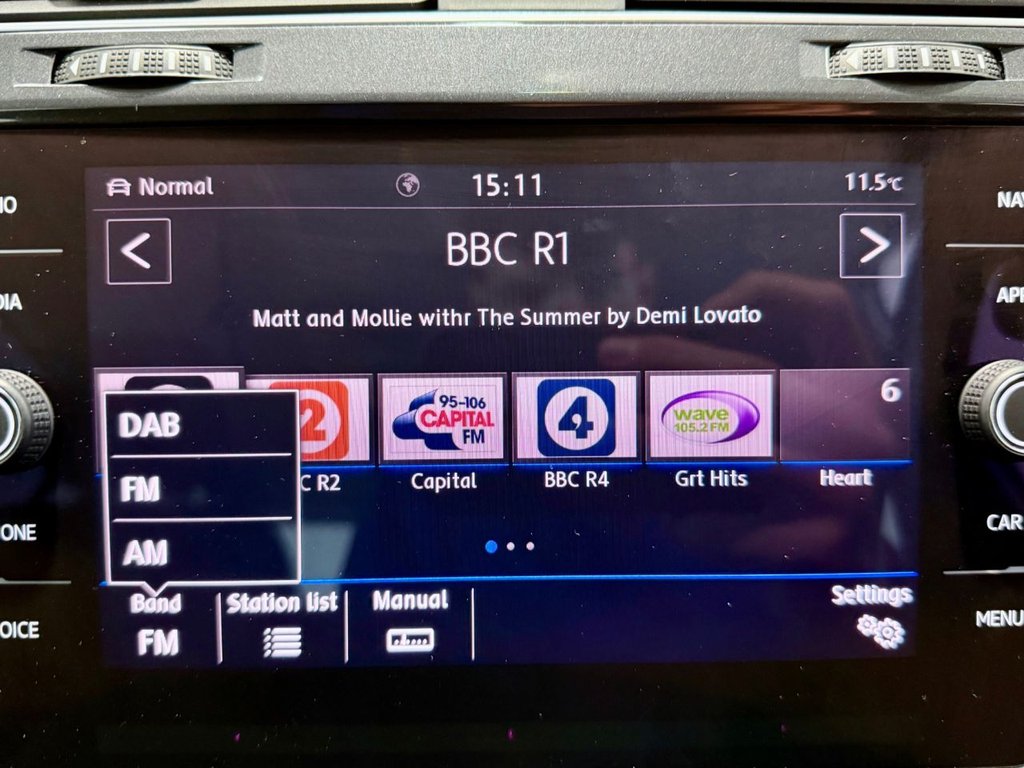 Normal 15:11 11.5°C
BBC R1
Matt and Mollie withr The Summer by Demi Lovato
2
95-106
CAPITAL
FM
4
wave
105.2 FM
6
C R2 Capital BBC R4 Grt Hits Heart
DAB
FM
AM
Band
FM
Station list
Manual
Settings
IO
DIA
ONE
OICE
NAV
APP
CAR
MENU